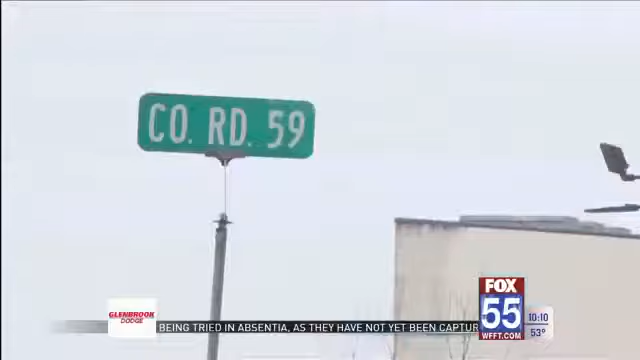 CO. RD. 59
FOX
55
WFFT.COM
10:10
53°
GLENBROOK
DODGE
BEING TRIED IN ABSENTIA, AS THEY HAVE NOT YET BEEN CAPTUR